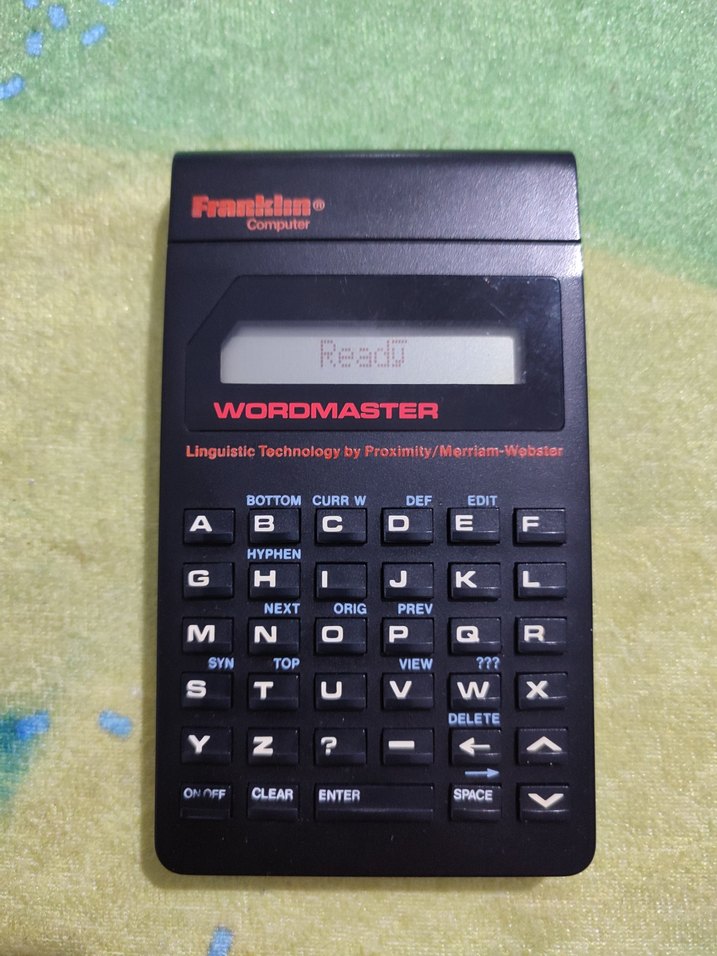 Franklin®
Computer
Ready
WORDMASTER
Linguistic Technology by Proximity/Merriam-Webster
BOTTOM CURR W DEF EDIT
A B C D E F
HYPHEN
G H I J K L
NEXT ORIG PREV
M N O P Q R
SYN TOP VIEW ???
S T U V W X
DELETE
Y Z ? - ←
→
ON/OFF CLEAR ENTER SPACE